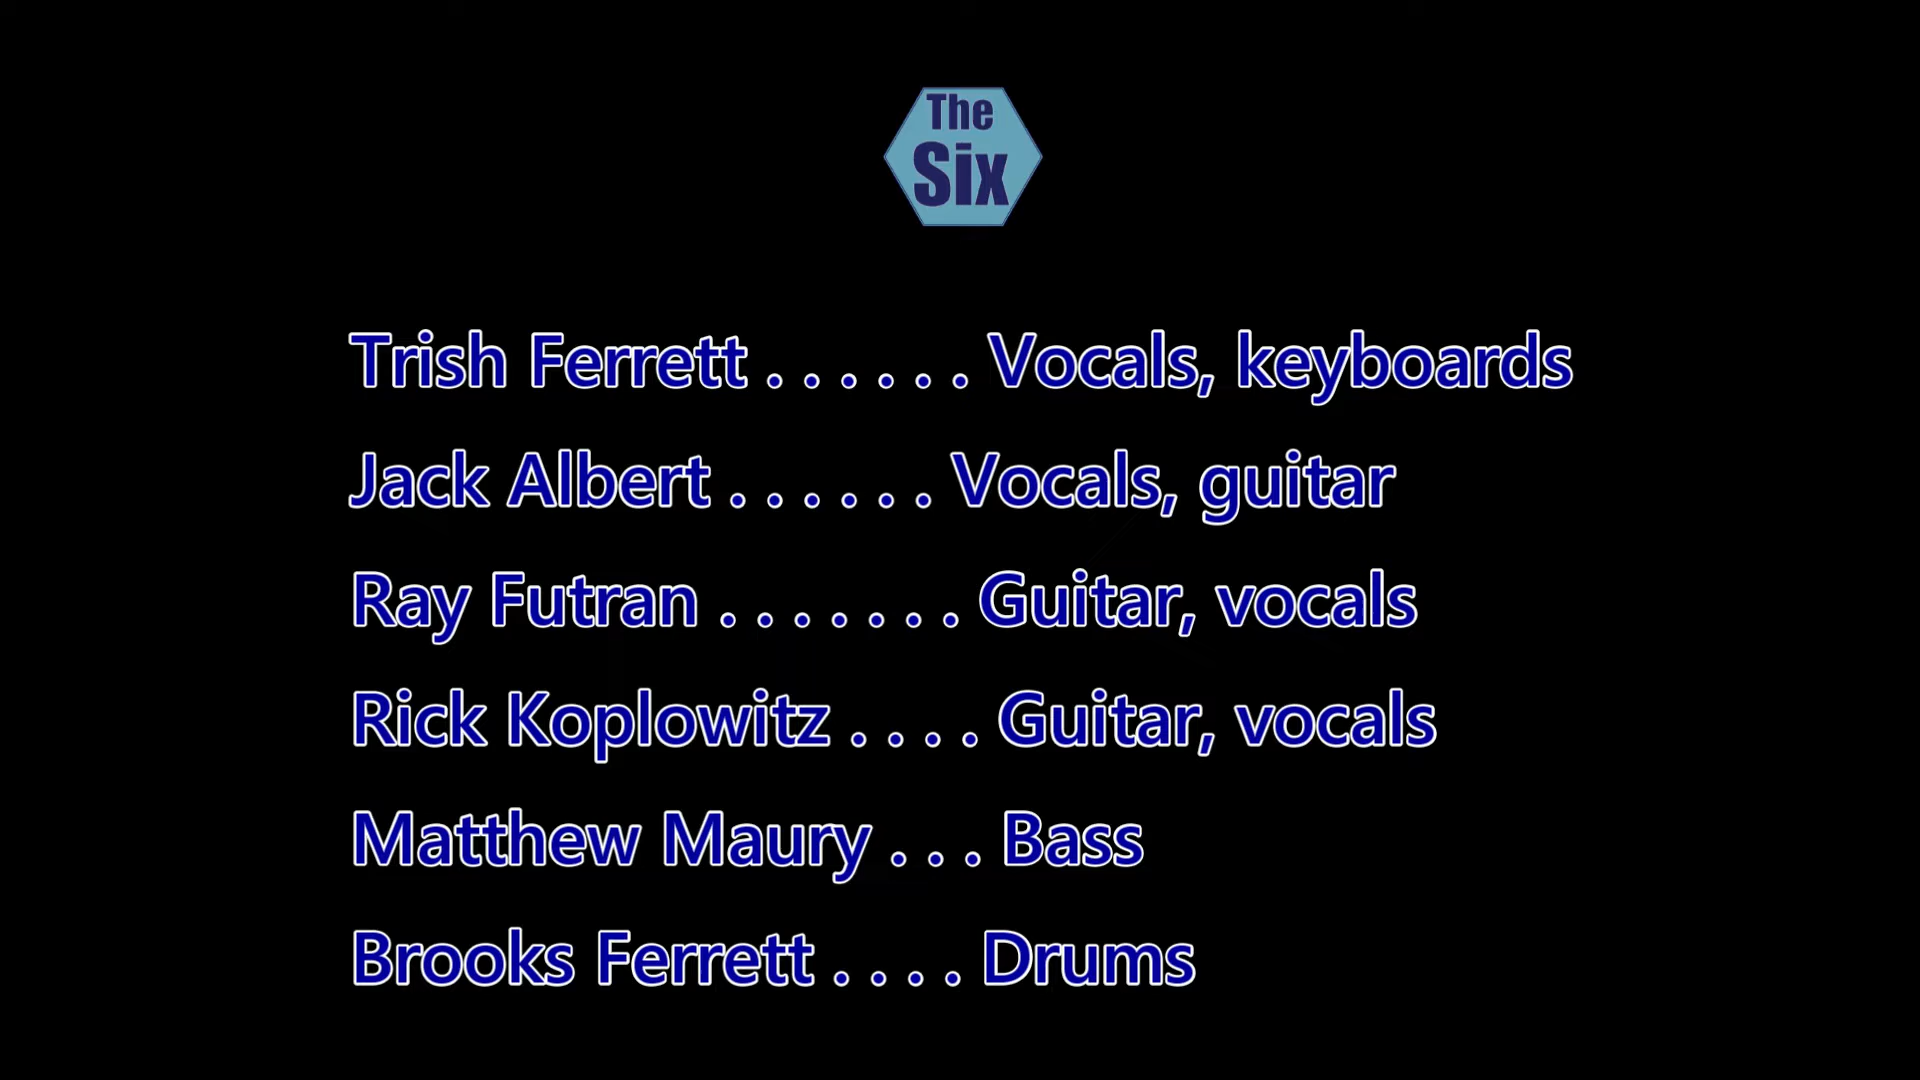 The
Six
Trish Ferrett . . . . . . Vocals, keyboards
Jack Albert . . . . . . Vocals, guitar
Ray Futran . . . . . . . Guitar, vocals
Rick Koplowitz . . . . Guitar, vocals
Matthew Maury . . . Bass
Brooks Ferrett . . . . Drums